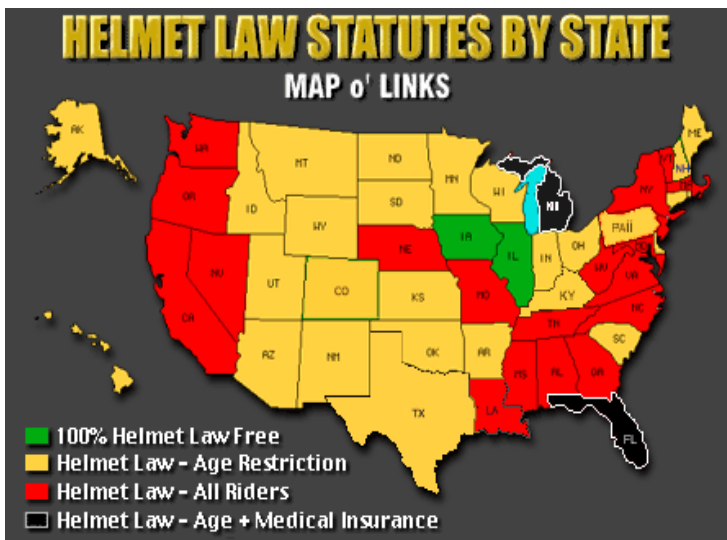 HELMET LAW STATUTES BY STATE
MAP o' LINKS
AK
WA
MT
ND
MN
ME
VT
NH
OR
ID
SD
WI
MI
NY
WY
IA
PAii
NV
UT
NE
IL
IN
OH
CO
WV
VA
CA
KS
MO
KY
NC
AZ
NM
OK
AR
TN
SC
TX
LA
MS
AL
GA
FL
100% Helmet Law Free
Helmet Law - Age Restriction
Helmet Law - All Riders
Helmet Law - Age + Medical Insurance